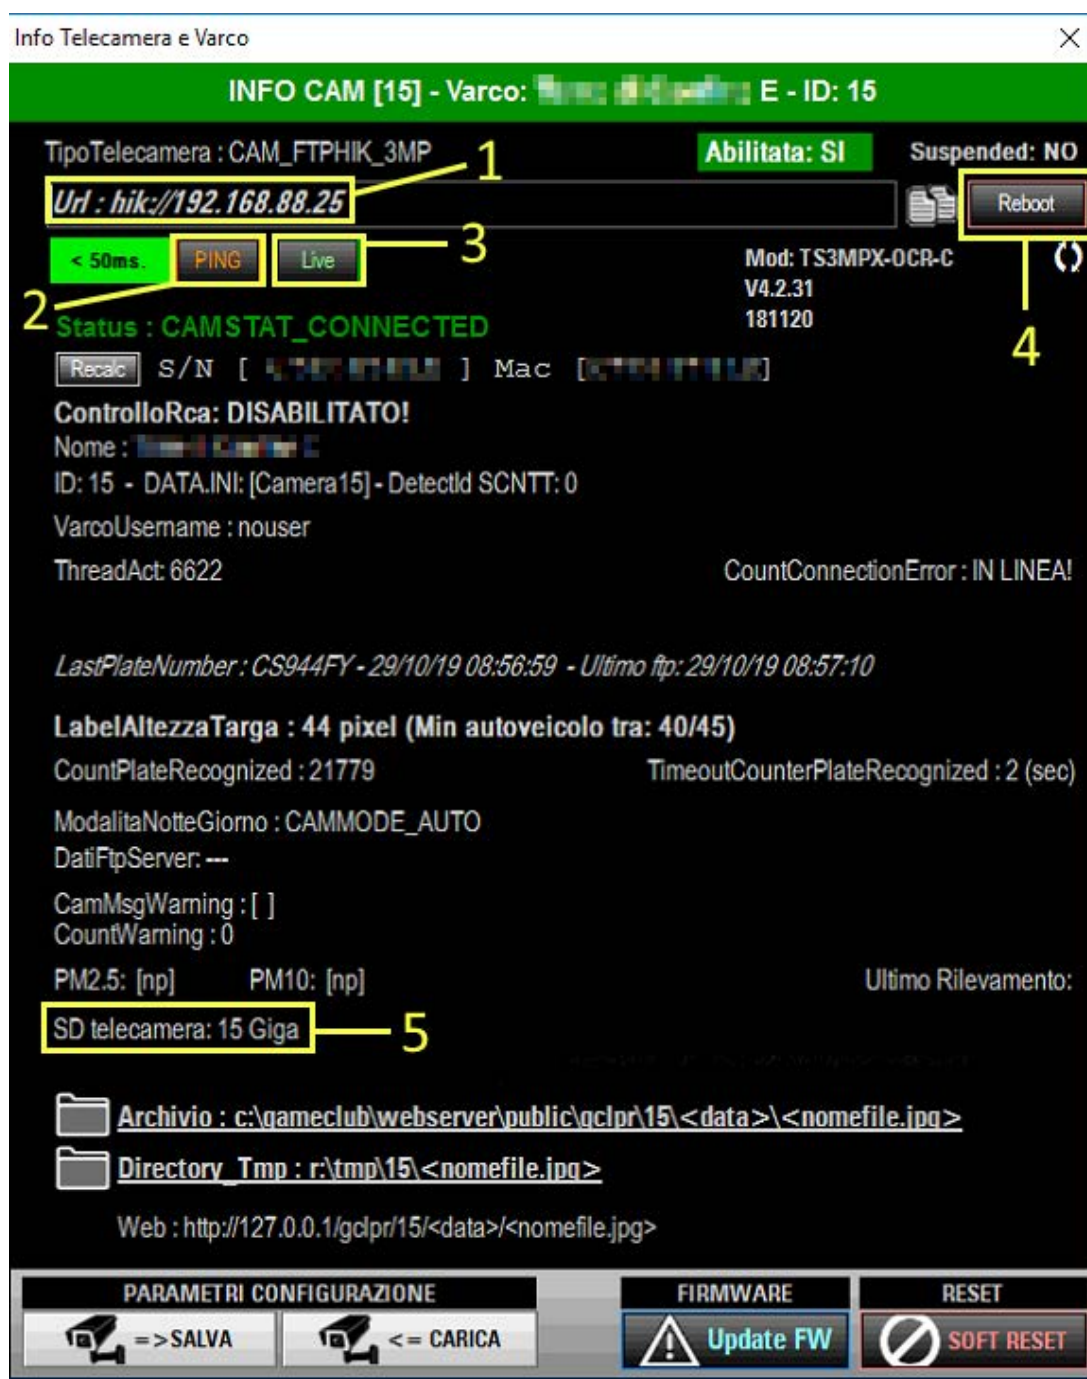 Info Telecamera e Varco
INFO CAM [15] - Varco: E - ID: 15
TipoTelecamera : CAM_FTPHIK_3MP
1
Abilitata: SI
Suspended: NO
Url : hik://192.168.88.25
Reboot
< 50ms.
PING
Live
3
Mod: TS3MPX-OCR-C
V4.2.31
181120
2
4
Status : CAMSTAT_CONNECTED
Recalc S/N [ ] Mac [ ]
ControlloRca: DISABILITATO!
Nome :
ID: 15 - DATA.INI: [Camera15] - DetectId SCNTT: 0
VarcoUsername : nouser
ThreadAct: 6622
CountConnectionError : IN LINEA!
LastPlateNumber : CS944FY - 29/10/19 08:56:59 - Ultimo ftp: 29/10/19 08:57:10
LabelAltezzaTarga : 44 pixel (Min autoveicolo tra: 40/45)
CountPlateRecognized : 21779
TimeoutCounterPlateRecognized : 2 (sec)
ModalitaNotteGiorno : CAMMODE_AUTO
DatiFtpServer: ---
CamMsgWarning : [ ]
CountWarning : 0
PM2.5: [np] PM10: [np]
Ultimo Rilevamento:
SD telecamera: 15 Giga
5
Archivio : c:\gameclub\webserver\public\gclpr\15\<data>\<nomefile.jpg>
Directory_Tmp : r:\tmp\15\<nomefile.jpg>
Web : http://127.0.0.1/gclpr/15/<data>/<nomefile.jpg>
PARAMETRI CONFIGURAZIONE
FIRMWARE
RESET
=>SALVA
<= CARICA
Update FW
SOFT RESET